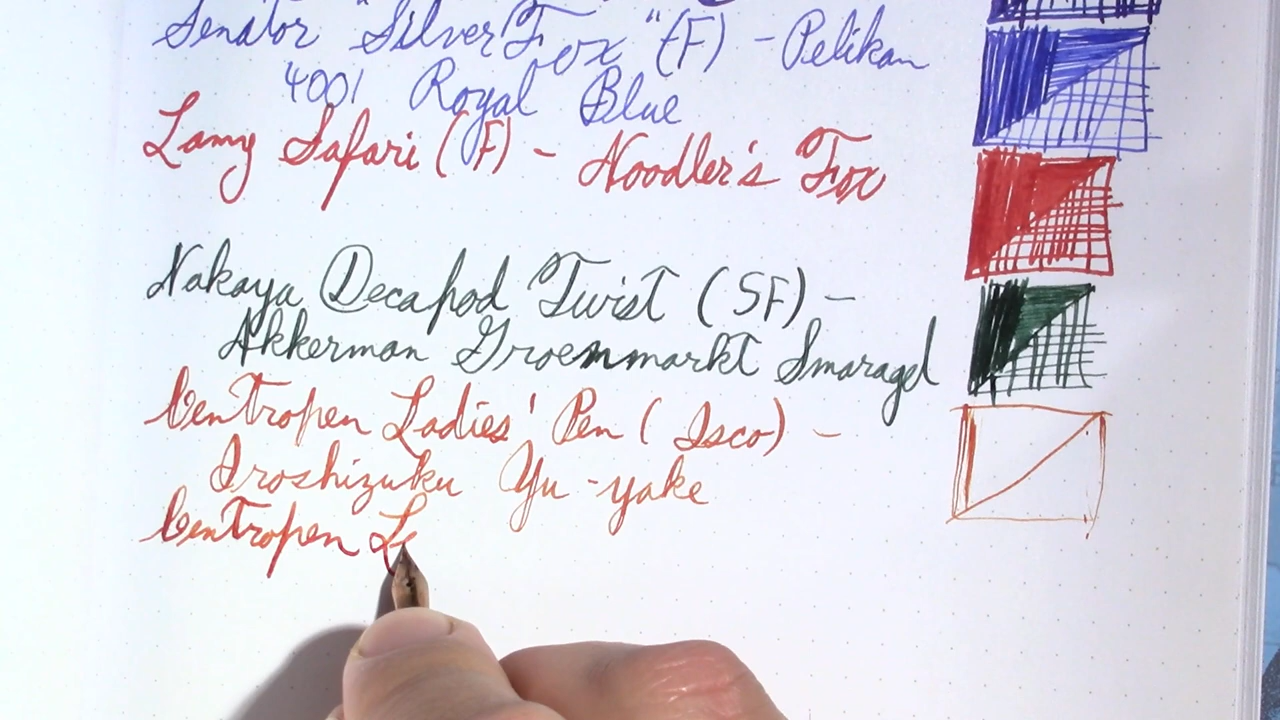 Senator "Silver Fox" (F) - Pelikan
4001 Royal Blue
Lamy Safari (F) - Noodler's Fox
Nakaya Decapod Twist (SF) -
Akkerman Groenmarkt Smaragd
Centropen Ladies' Pen (Isco) -
Iroshizuku Yu-yake
Centropen La